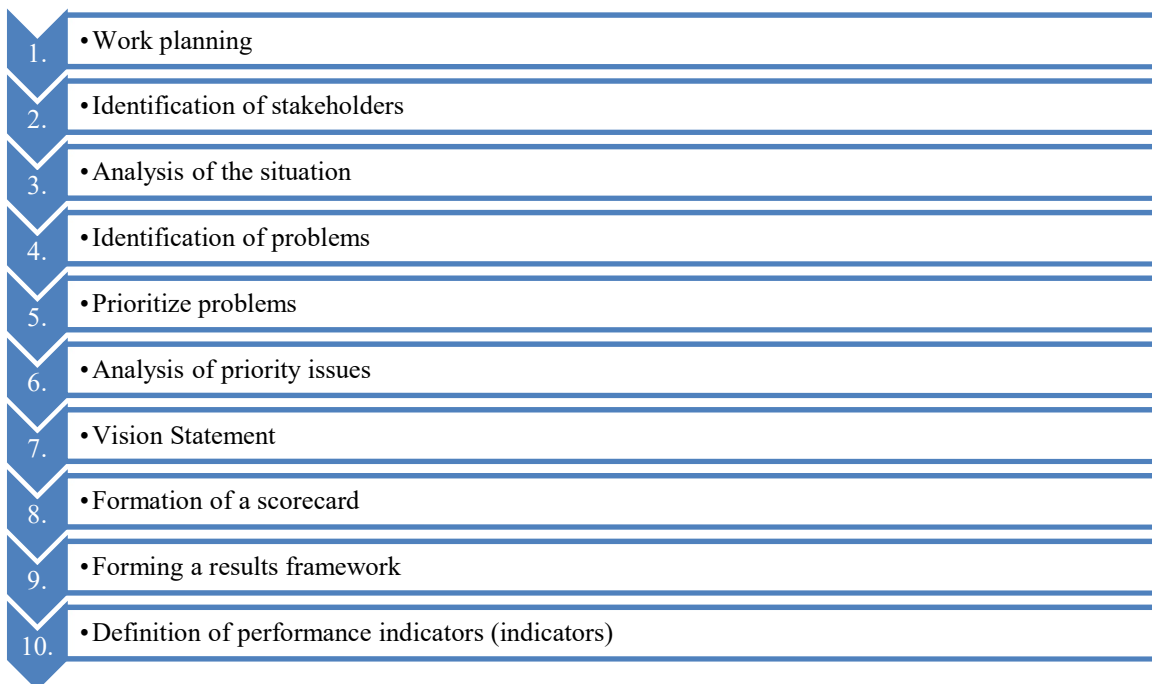 1. •Work planning
2. •Identification of stakeholders
3. •Analysis of the situation
4. •Identification of problems
5. •Prioritize problems
6. •Analysis of priority issues
7. •Vision Statement
8. •Formation of a scorecard
9. •Forming a results framework
10. •Definition of performance indicators (indicators)